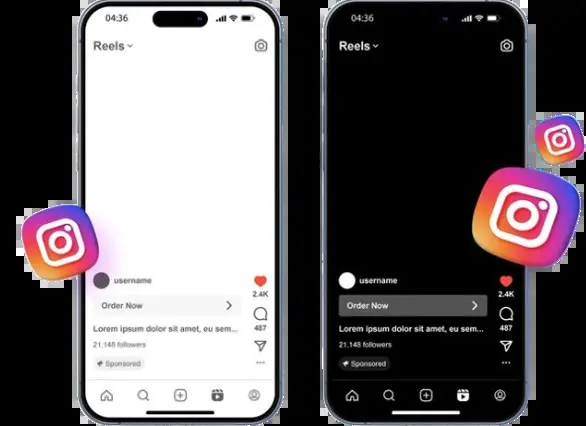 04:36
Reels
username
2.4K
Order Now
487
Lorem ipsum dolor sit amet, eu sem...
21,148 followers
Sponsored
04:36
Reels
username
2.4K
Order Now
487
Lorem ipsum dolor sit amet, eu sem...
21,148 followers
Sponsored